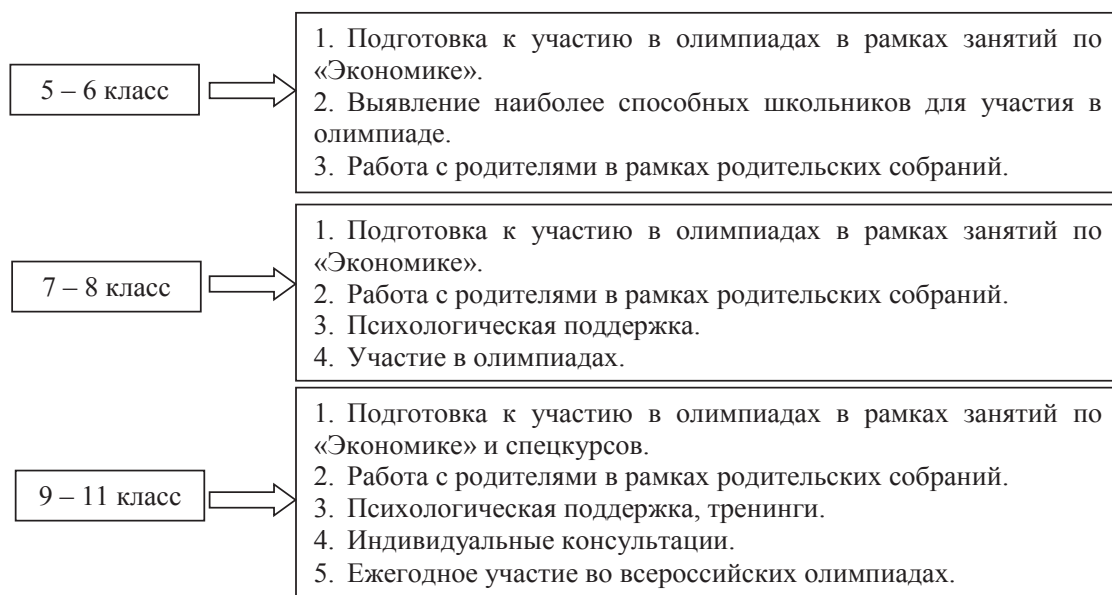 5 – 6 класс
1. Подготовка к участию в олимпиадах в рамках занятий по
«Экономике».
2. Выявление наиболее способных школьников для участия в
олимпиаде.
3. Работа с родителями в рамках родительских собраний.
7 – 8 класс
1. Подготовка к участию в олимпиадах в рамках занятий по
«Экономике».
2. Работа с родителями в рамках родительских собраний.
3. Психологическая поддержка.
4. Участие в олимпиадах.
9 – 11 класс
1. Подготовка к участию в олимпиадах в рамках занятий по
«Экономике» и спецкурсов.
2. Работа с родителями в рамках родительских собраний.
3. Психологическая поддержка, тренинги.
4. Индивидуальные консультации.
5. Ежегодное участие во всероссийских олимпиадах.